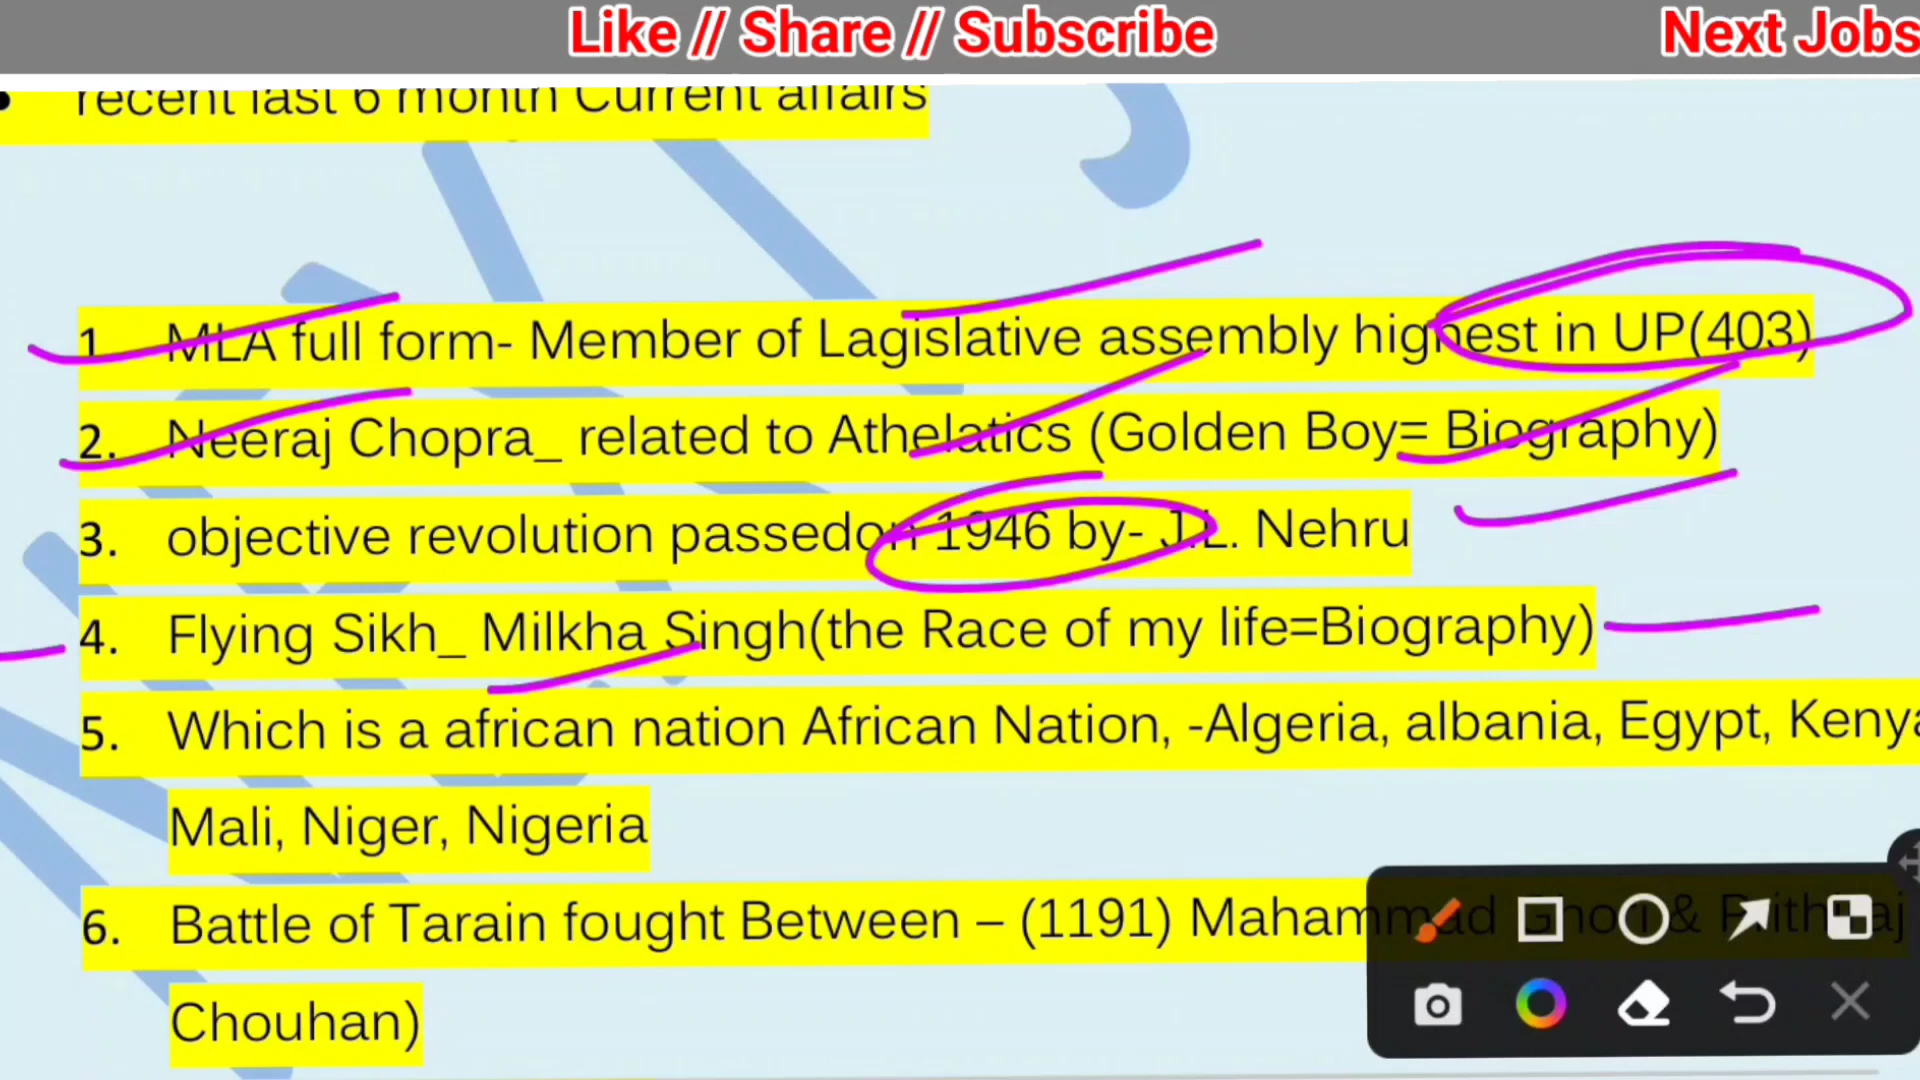 Like // Share // Subscribe Next Jobs
recent last 6 month Current affairs
1. MLA full form- Member of Lagislative assembly highest in UP(403)
2. Neeraj Chopra_ related to Athelatics (Golden Boy= Biography)
3. objective revolution passedon 1946 by- J.L. Nehru
4. Flying Sikh_ Milkha Singh(the Race of my life=Biography)
5. Which is a african nation African Nation, -Algeria, albania, Egypt, Kenya
Mali, Niger, Nigeria
6. Battle of Tarain fought Between – (1191) Mahammad Ghori & Prithiraj
Chouhan)